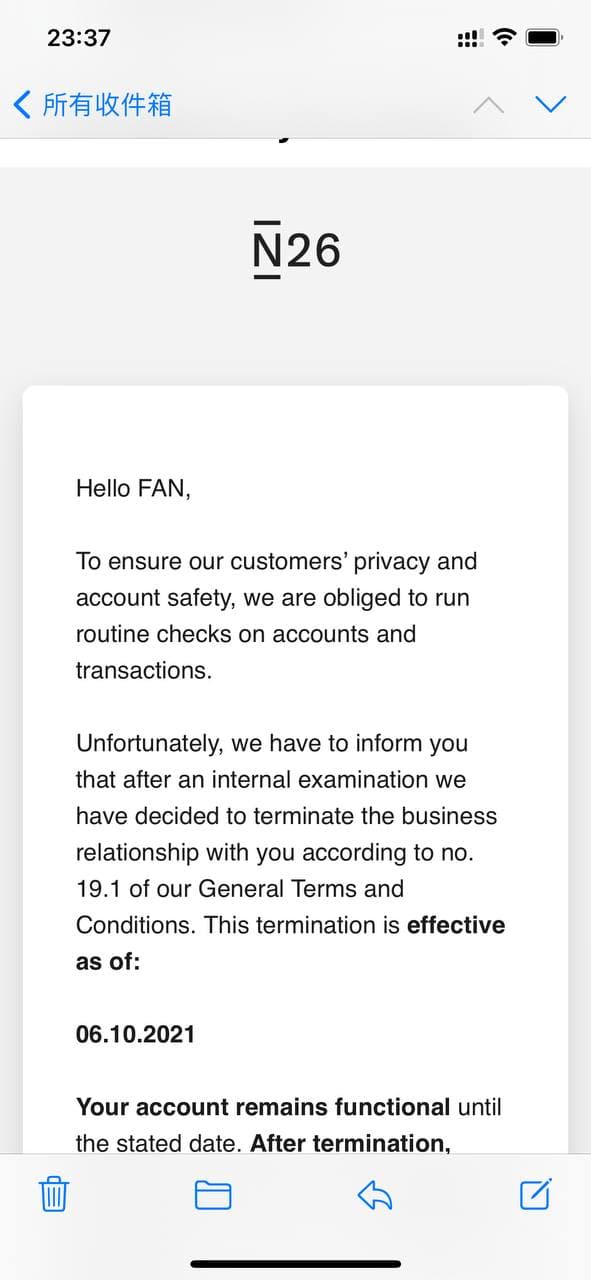 23:37
所有收件箱
N26
Hello FAN,
To ensure our customers’ privacy and
account safety, we are obliged to run
routine checks on accounts and
transactions.
Unfortunately, we have to inform you
that after an internal examination we
have decided to terminate the business
relationship with you according to no.
19.1 of our General Terms and
Conditions. This termination is effective
as of:
06.10.2021
Your account remains functional until
the stated date. After termination,